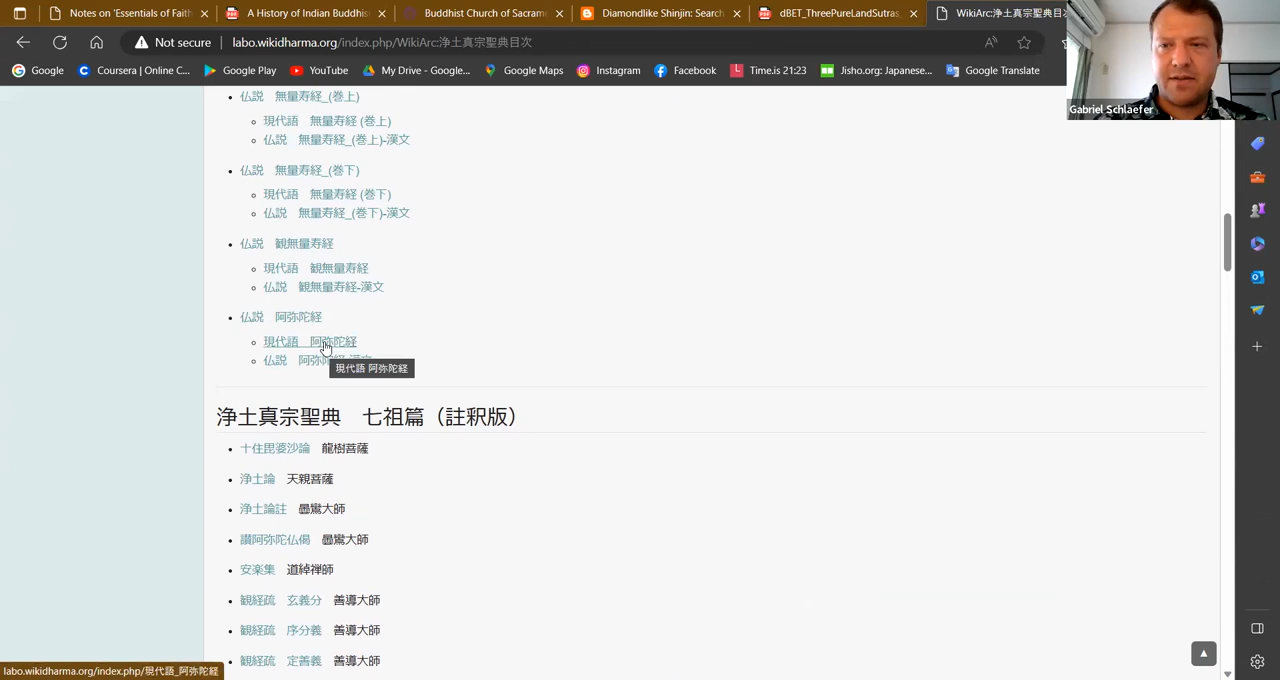 Notes on 'Essentials of Faith
A History of Indian Buddhis
Buddhist Church of Sacrame
Diamondlike Shinjin: Search
dBET_ThreePureLandSutras_
WikiArc:浄土真宗聖典目次
Not secure
labo.wikidharma.org/index.php/WikiArc:浄土真宗聖典目次
Google
Coursera | Online C...
Google Play
YouTube
My Drive - Google...
Google Maps
Instagram
Facebook
Time.is 21:23
Jisho.org: Japanese...
Google Translate
Gabriel Schlaefer
仏説　無量寿経_(巻上)
現代語　無量寿経 (巻上)
仏説　無量寿経_(巻上)-漢文
仏説　無量寿経_(巻下)
現代語　無量寿経 (巻下)
仏説　無量寿経_(巻下)-漢文
仏説　観無量寿経
現代語　観無量寿経
仏説　観無量寿経-漢文
仏説　阿弥陀経
現代語　阿弥陀経
仏説　阿弥陀経-漢文
現代語 阿弥陀経
浄土真宗聖典　七祖篇（註釈版）
十住毘婆沙論　龍樹菩薩
浄土論　天親菩薩
浄土論註　曇鸞大師
讃阿弥陀仏偈　曇鸞大師
安楽集　道綽禅師
観経疏　玄義分　善導大師
観経疏　序分義　善導大師
観経疏　定善義　善導大師
labo.wikidharma.org/index.php/現代語_阿弥陀経